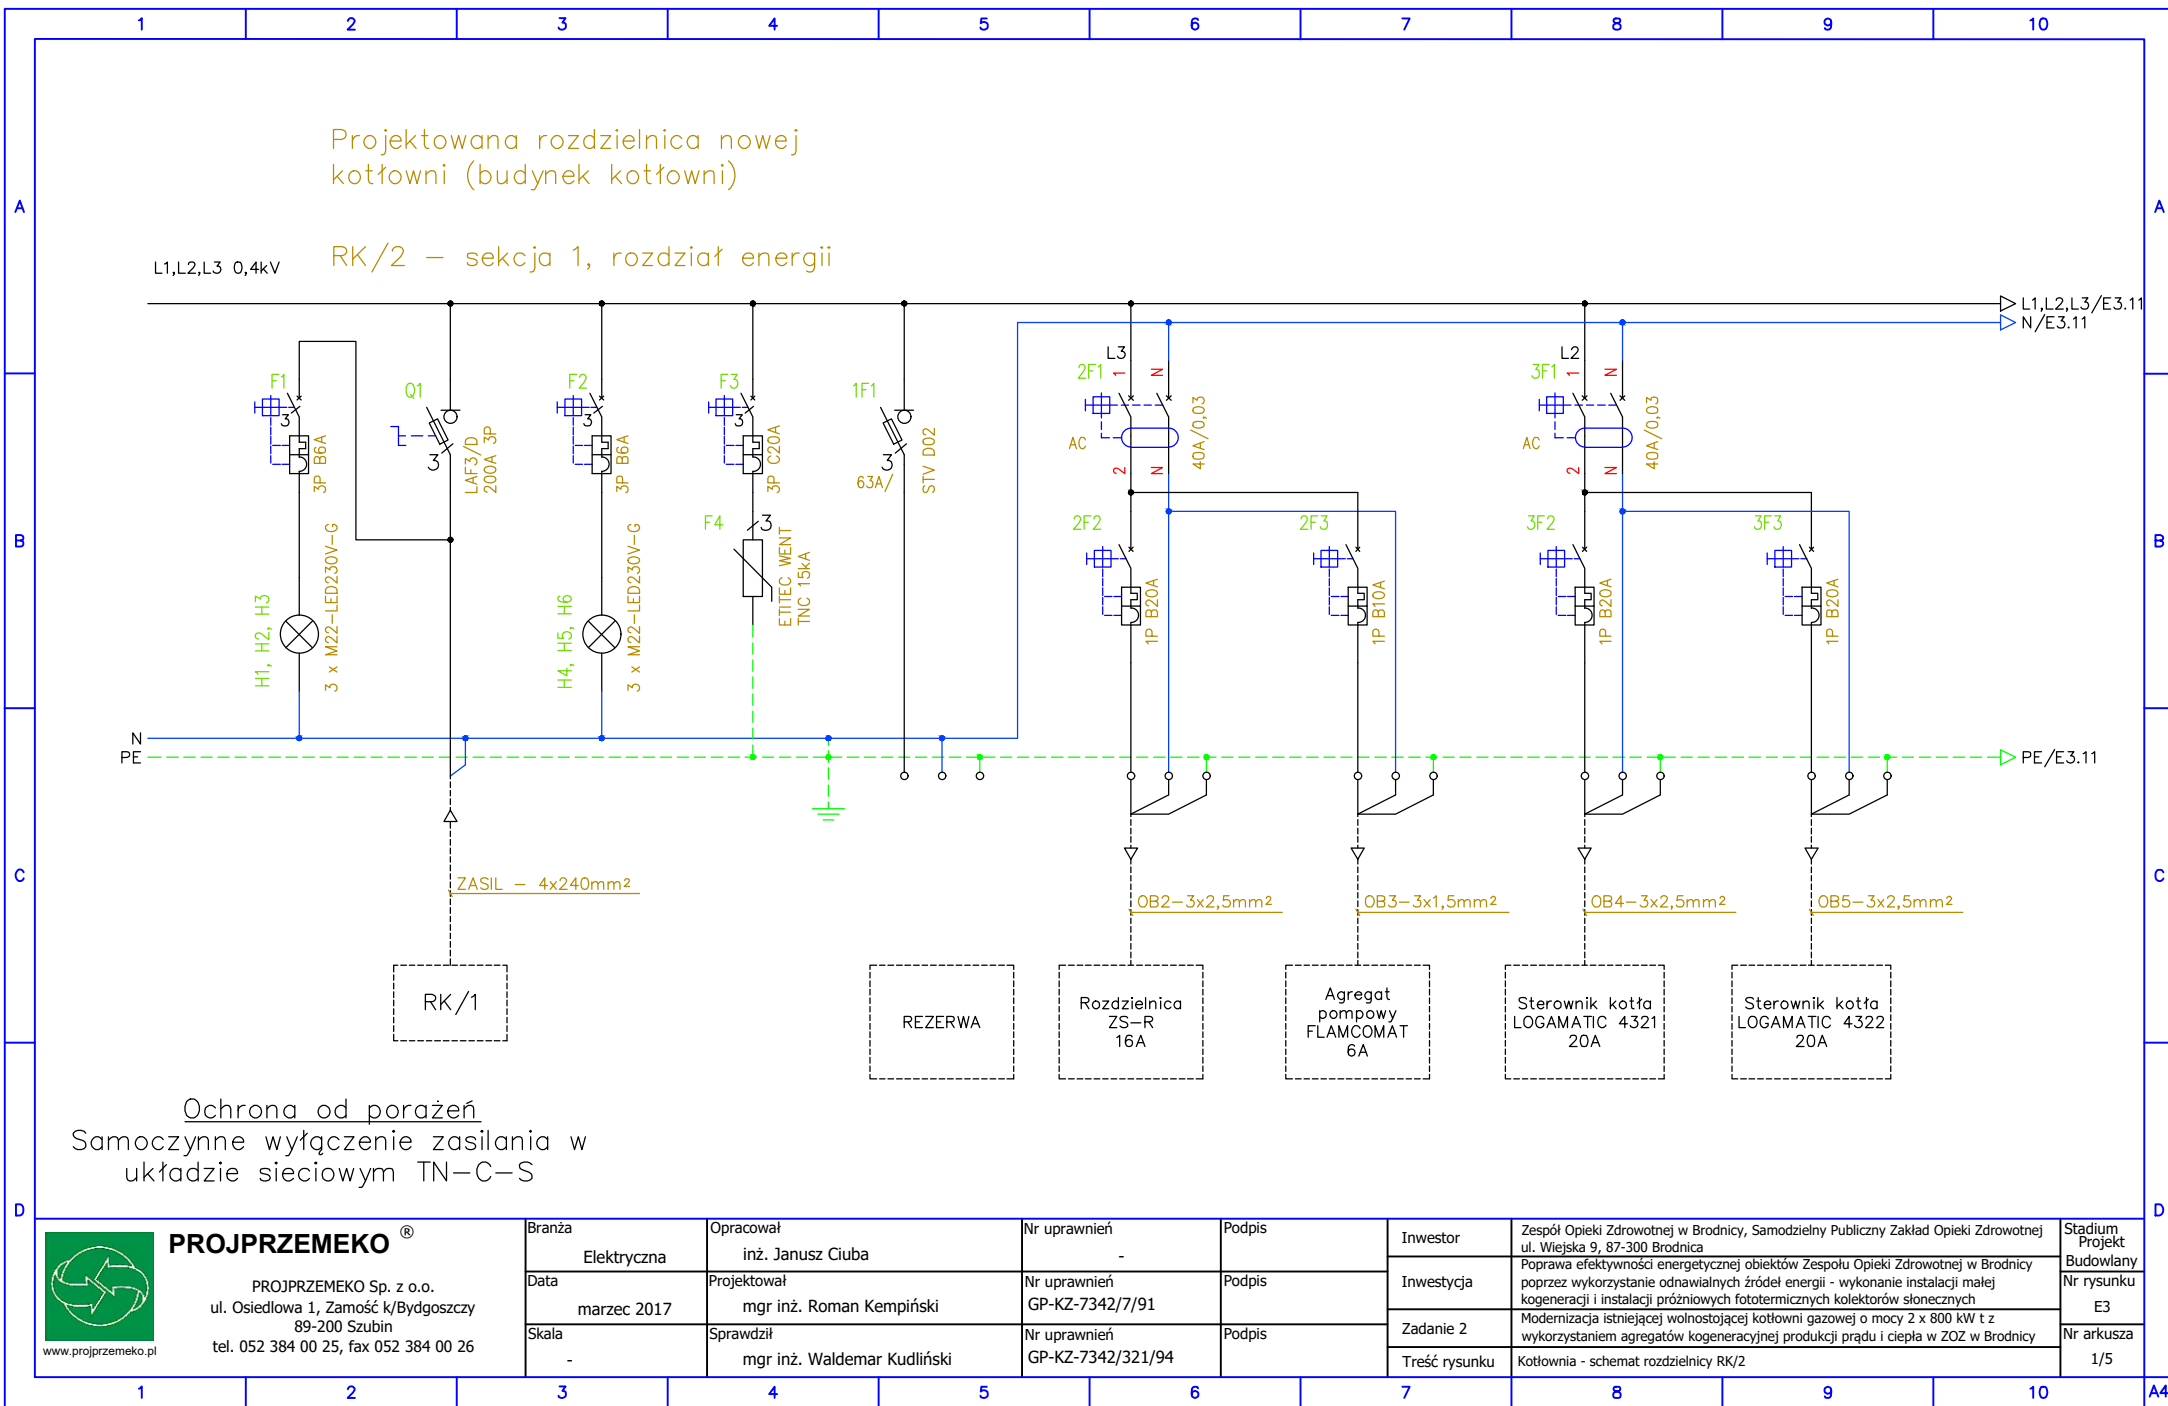 1 2 3 4 5 6 7 8 9 10
Projektowana rozdzielnica nowej
kotłowni (budynek kotłowni)
A A
RK/2 – sekcja 1, rozdział energii
L1,L2,L3 0,4kV
L1,L2,L3/E3.11
N/E3.11
L3
L2
F1
Q1
F2
F3
1F1
2F1
1
N
3F1
1
N
3
3
3
3
3
3P B6A
LAF3/D
200A 3P
3P B6A
3P C20A
63A/
STV D02
AC
40A/0,03
2
N
AC
40A/0,03
2
N
B B
F4
3
2F2
2F3
3F2
3F3
H1, H2, H3
3 x M22-LED230V-G
H4, H5, H6
3 x M22-LED230V-G
ETITEC WENT
TNC 15kA
1P B20A
1P B10A
1P B20A
1P B20A
N
PE
PE/E3.11
C C
ZASIL – 4x240mm²
OB2–3x2,5mm²
OB3–3x1,5mm²
OB4–3x2,5mm²
OB5–3x2,5mm²
RK/1
REZERWA
Rozdzielnica
ZS–R
16A
Agregat
pompowy
FLAMCOMAT
6A
Sterownik kotła
LOGAMATIC 4321
20A
Sterownik kotła
LOGAMATIC 4322
20A
Ochrona od porażeń
Samoczynne wyłączenie zasilania w
układzie sieciowym TN–C–S
D D
PROJPRZEMEKO ®
PROJPRZEMEKO Sp. z o.o.
ul. Osiedlowa 1, Zamość k/Bydgoszczy
89-200 Szubin
tel. 052 384 00 25, fax 052 384 00 26
www.projprzemeko.pl
Branża
Elektryczna
Data
marzec 2017
Skala
-
Opracował
inż. Janusz Ciuba
Projektował
mgr inż. Roman Kempiński
Sprawdził
mgr inż. Waldemar Kudliński
Nr uprawnień
-
Nr uprawnień
GP-KZ-7342/7/91
Nr uprawnień
GP-KZ-7342/321/94
Podpis
Podpis
Podpis
Inwestor
Zespół Opieki Zdrowotnej w Brodnicy, Samodzielny Publiczny Zakład Opieki Zdrowotnej
ul. Wiejska 9, 87-300 Brodnica
Inwestycja
Poprawa efektywności energetycznej obiektów Zespołu Opieki Zdrowotnej w Brodnicy
poprzez wykorzystanie odnawialnych źródeł energii - wykonanie instalacji małej
kogeneracji i instalacji próżniowych fototermicznych kolektorów słonecznych
Zadanie 2
Modernizacja istniejącej wolnostojącej kotłowni gazowej o mocy 2 x 800 kW t z
wykorzystaniem agregatów kogeneracyjnej produkcji prądu i ciepła w ZOZ w Brodnicy
Treść rysunku
Kotłownia - schemat rozdzielnicy RK/2
Stadium
Projekt
Budowlany
Nr rysunku
E3
Nr arkusza
1/5
1 2 3 4 5 6 7 8 9 10 A4